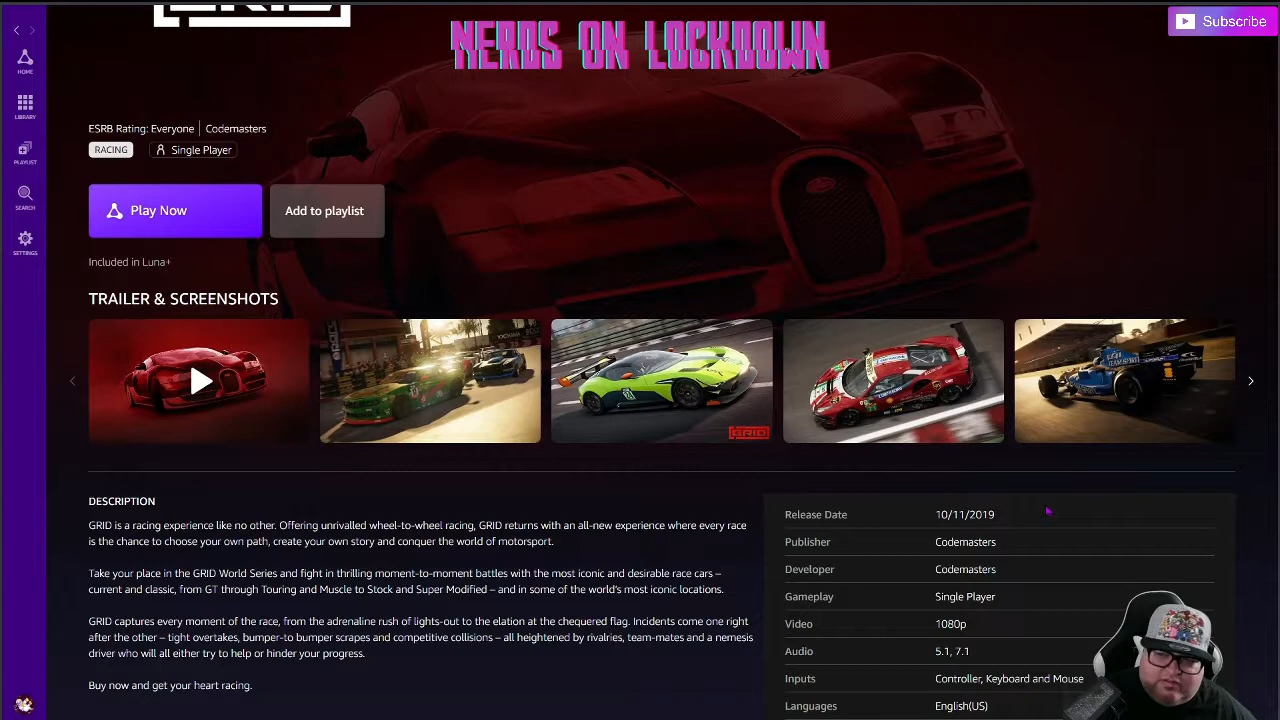 NERDS ON LOCKDOWN
Subscribe
HOME
LIBRARY
PLAYLIST
SEARCH
SETTINGS
ESRB Rating: Everyone
Codemasters
RACING
Single Player
Play Now
Add to playlist
Included in Luna+
TRAILER & SCREENSHOTS
GRID
DESCRIPTION
GRID is a racing experience like no other. Offering unrivalled wheel-to-wheel racing, GRID returns with an all-new experience where every race
is the chance to choose your own path, create your own story and conquer the world of motorsport.
Take your place in the GRID World Series and fight in thrilling moment-to-moment battles with the most iconic and desirable race cars –
current and classic, from GT through Touring and Muscle to Stock and Super Modified – and in some of the world's most iconic locations.
GRID captures every moment of the race, from the adrenaline rush of lights-out to the elation at the chequered flag. Incidents come one right
after the other – tight overtakes, bumper-to bumper scrapes and competitive collisions – all heightened by rivalries, team-mates and a nemesis
driver who will all either try to help or hinder your progress.
Buy now and get your heart racing.
Release Date 10/11/2019
Publisher Codemasters
Developer Codemasters
Gameplay Single Player
Video 1080p
Audio 5.1, 7.1
Inputs Controller, Keyboard and Mouse
Languages English(US)